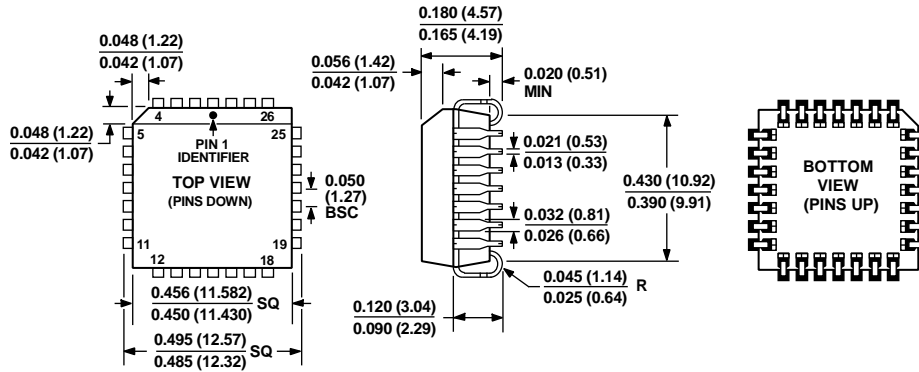 0.048 (1.22)
0.042 (1.07)
0.048 (1.22)
0.042 (1.07)
4
26
5
25
PIN 1
IDENTIFIER
TOP VIEW
(PINS DOWN)
0.050
(1.27)
BSC
11
19
12
18
0.456 (11.582)
0.450 (11.430)
SQ
0.495 (12.57)
0.485 (12.32)
SQ
0.180 (4.57)
0.165 (4.19)
0.056 (1.42)
0.042 (1.07)
0.020 (0.51)
MIN
0.021 (0.53)
0.013 (0.33)
0.032 (0.81)
0.026 (0.66)
0.430 (10.92)
0.390 (9.91)
0.045 (1.14)
0.025 (0.64)
R
0.120 (3.04)
0.090 (2.29)
BOTTOM
VIEW
(PINS UP)